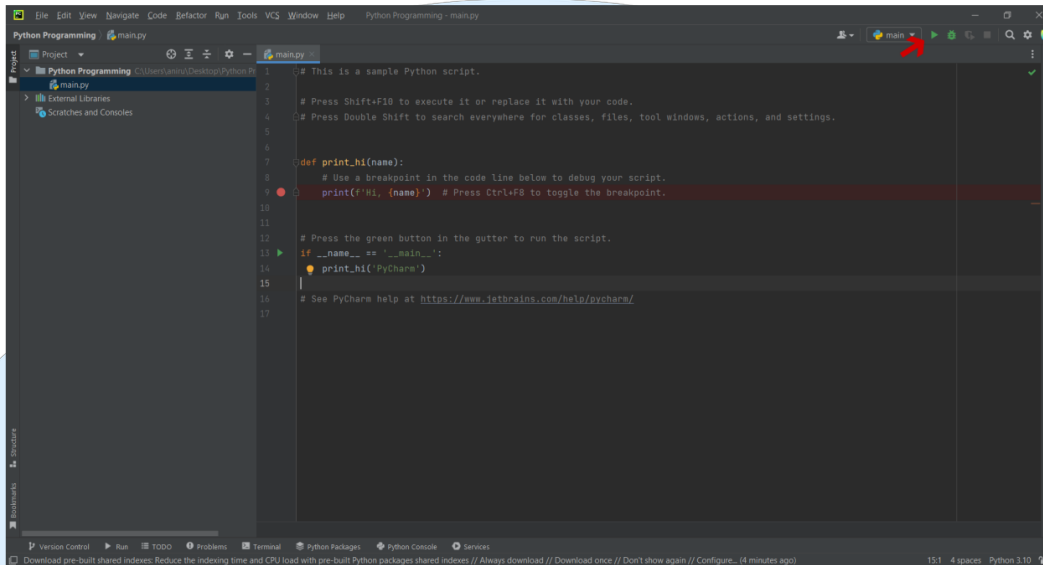 File Edit View Navigate Code Refactor Run Tools VCS Window Help Python Programming - main.py
Python Programming main.py main
Project main.py
Project
Python Programming C:\Users\aniru\Desktop\Python Pr
main.py
External Libraries
Scratches and Consoles
1 # This is a sample Python script.
2
3 # Press Shift+F10 to execute it or replace it with your code.
4 # Press Double Shift to search everywhere for classes, files, tool windows, actions, and settings.
5
6
7 def print_hi(name):
8 # Use a breakpoint in the code line below to debug your script.
9 print(f'Hi, {name}') # Press Ctrl+F8 to toggle the breakpoint.
10
11
12 # Press the green button in the gutter to run the script.
13 if __name__ == '__main__':
14 print_hi('PyCharm')
15
16 # See PyCharm help at https://www.jetbrains.com/help/pycharm/
17
Structure
Bookmarks
Version Control Run TODO Problems Terminal Python Packages Python Console Services
Download pre-built shared indexes: Reduce the indexing time and CPU load with pre-built Python packages shared indexes // Always download // Download once // Don't show again // Configure... (4 minutes ago) 15:1 4 spaces Python 3.10